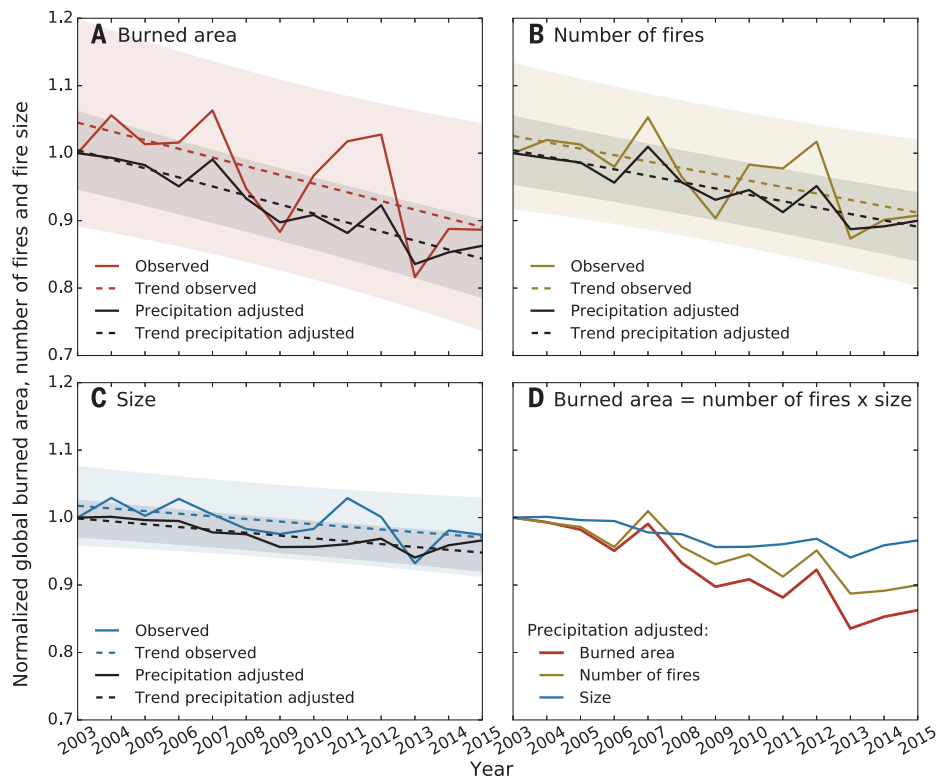 Normalized global burned area, number of fires and fire size
1.2
1.1
1.0
0.9
0.8
0.7
A Burned area
Observed
Trend observed
Precipitation adjusted
Trend precipitation adjusted
B Number of fires
Observed
Trend observed
Precipitation adjusted
Trend precipitation adjusted
1.2
1.1
1.0
0.9
0.8
0.7
C Size
Observed
Trend observed
Precipitation adjusted
Trend precipitation adjusted
D Burned area = number of fires x size
Precipitation adjusted:
Burned area
Number of fires
Size
2003 2004 2005 2006 2007 2008 2009 2010 2011 2012 2013 2014 2015 2003 2004 2005 2006 2007 2008 2009 2010 2011 2012 2013 2014 2015
Year